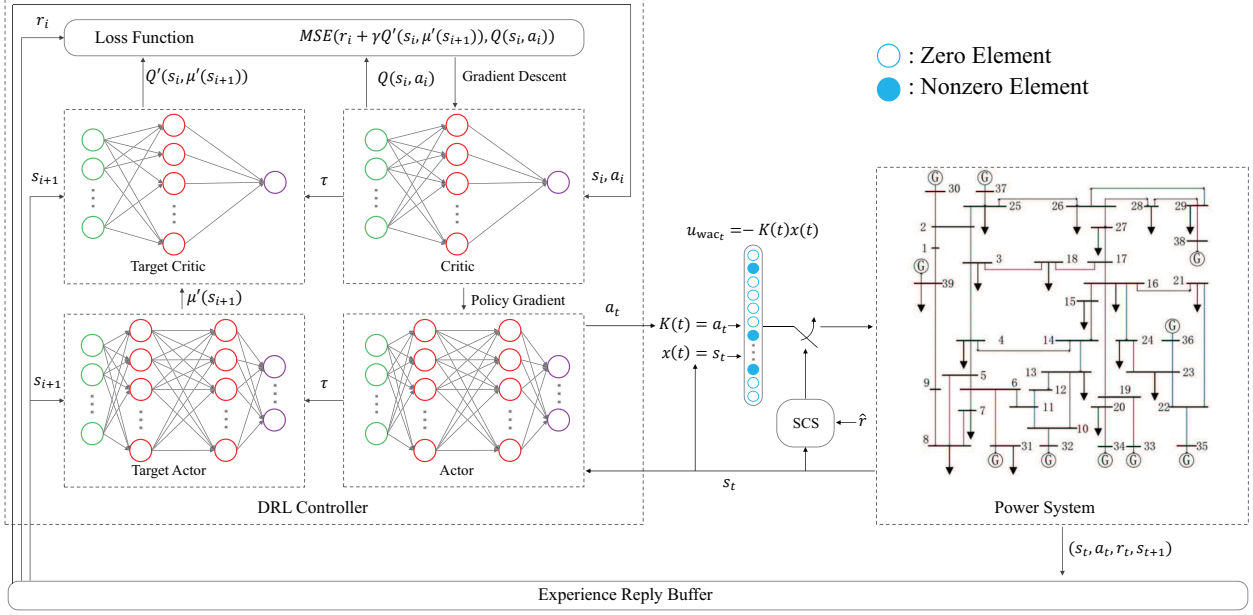 r_i
Loss Function
MSE(r_i + γQ′(s_i, μ′(s_{i+1})), Q(s_i, a_i))
Q′(s_i, μ′(s_{i+1}))
Q(s_i, a_i)
Gradient Descent
: Zero Element
: Nonzero Element
s_{i+1}
τ
s_i, a_i
Target Critic
Critic
μ′(s_{i+1})
Policy Gradient
a_t
s_{i+1}
τ
Target Actor
Actor
DRL Controller
u_{wac_t} = − K(t)x(t)
K(t) = a_t
x(t) = s_t
SCS
r̂
s_t
G
30
G
37
25
26
28
29
2
27
38
G
1
3
18
17
G
39
16
21
15
G
36
4
14
24
13
23
5
6
12
19
9
7
11
20
22
10
8
31
32
34
33
35
G
G
G
G
G
Power System
(s_t, a_t, r_t, s_{t+1})
Experience Reply Buffer